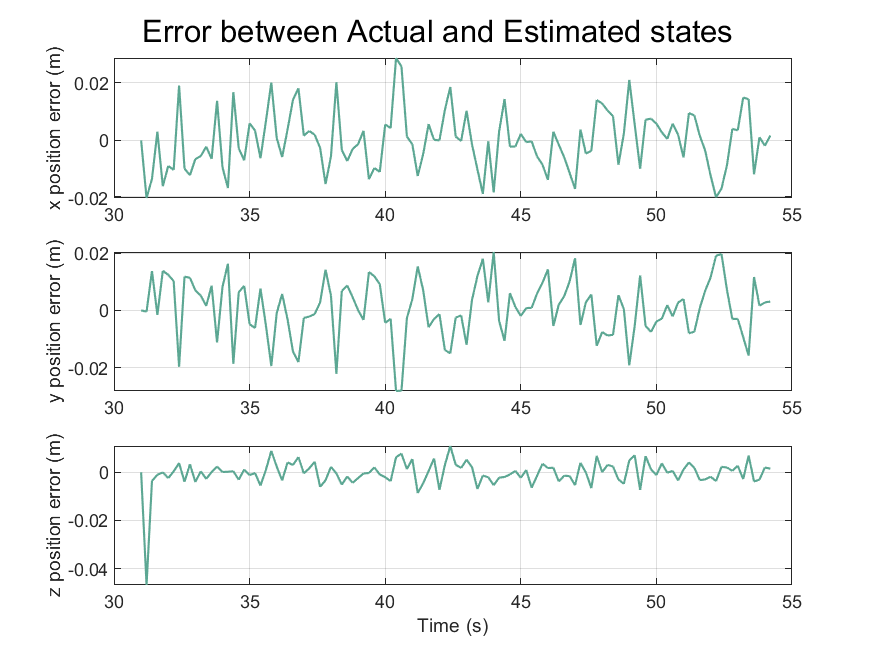 Error between Actual and Estimated states
x position error (m)
0.02
0
-0.02
30 35 40 45 50 55
y position error (m)
0.02
0
-0.02
30 35 40 45 50 55
z position error (m)
0
-0.02
-0.04
30 35 40 45 50 55
Time (s)